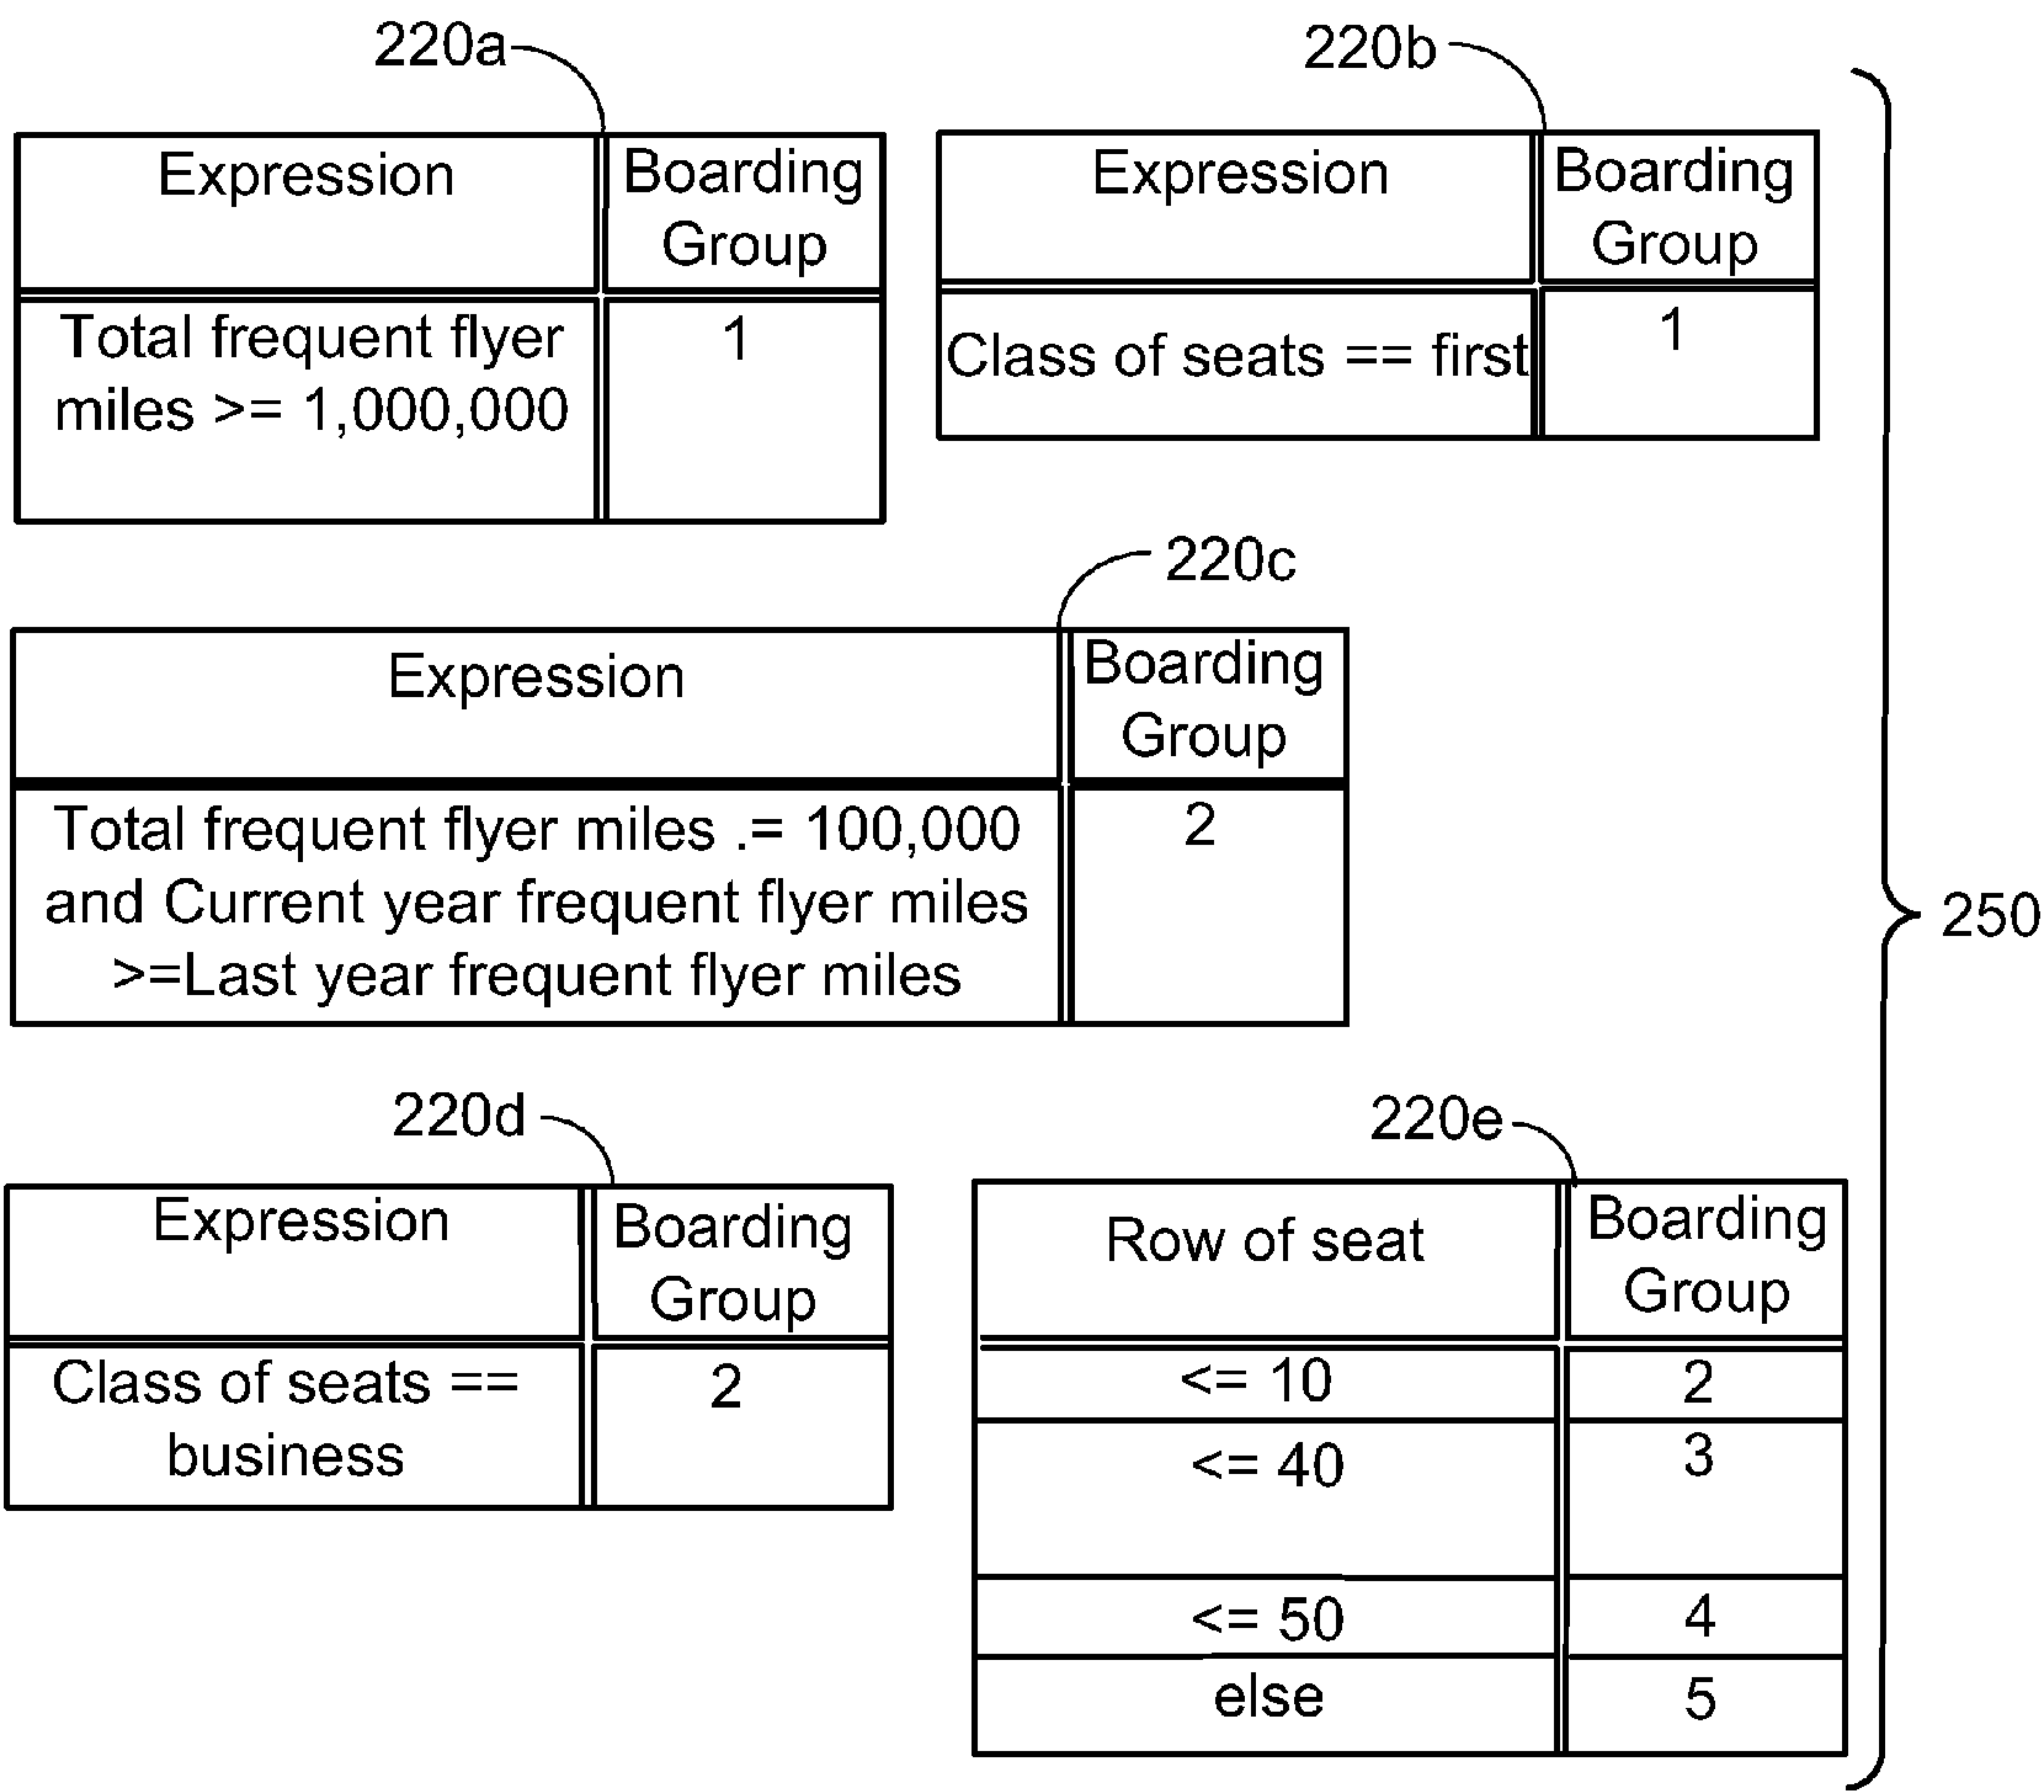 220a
Expression
Boarding
Group
Total frequent flyer
miles >= 1,000,000
1
220b
Expression
Boarding
Group
Class of seats == first
1
220c
Expression
Boarding
Group
Total frequent flyer miles .= 100,000
and Current year frequent flyer miles
>=Last year frequent flyer miles
2
220d
Expression
Boarding
Group
Class of seats ==
business
2
220e
Row of seat
Boarding
Group
<= 10
2
<= 40
3
<= 50
4
else
5
250